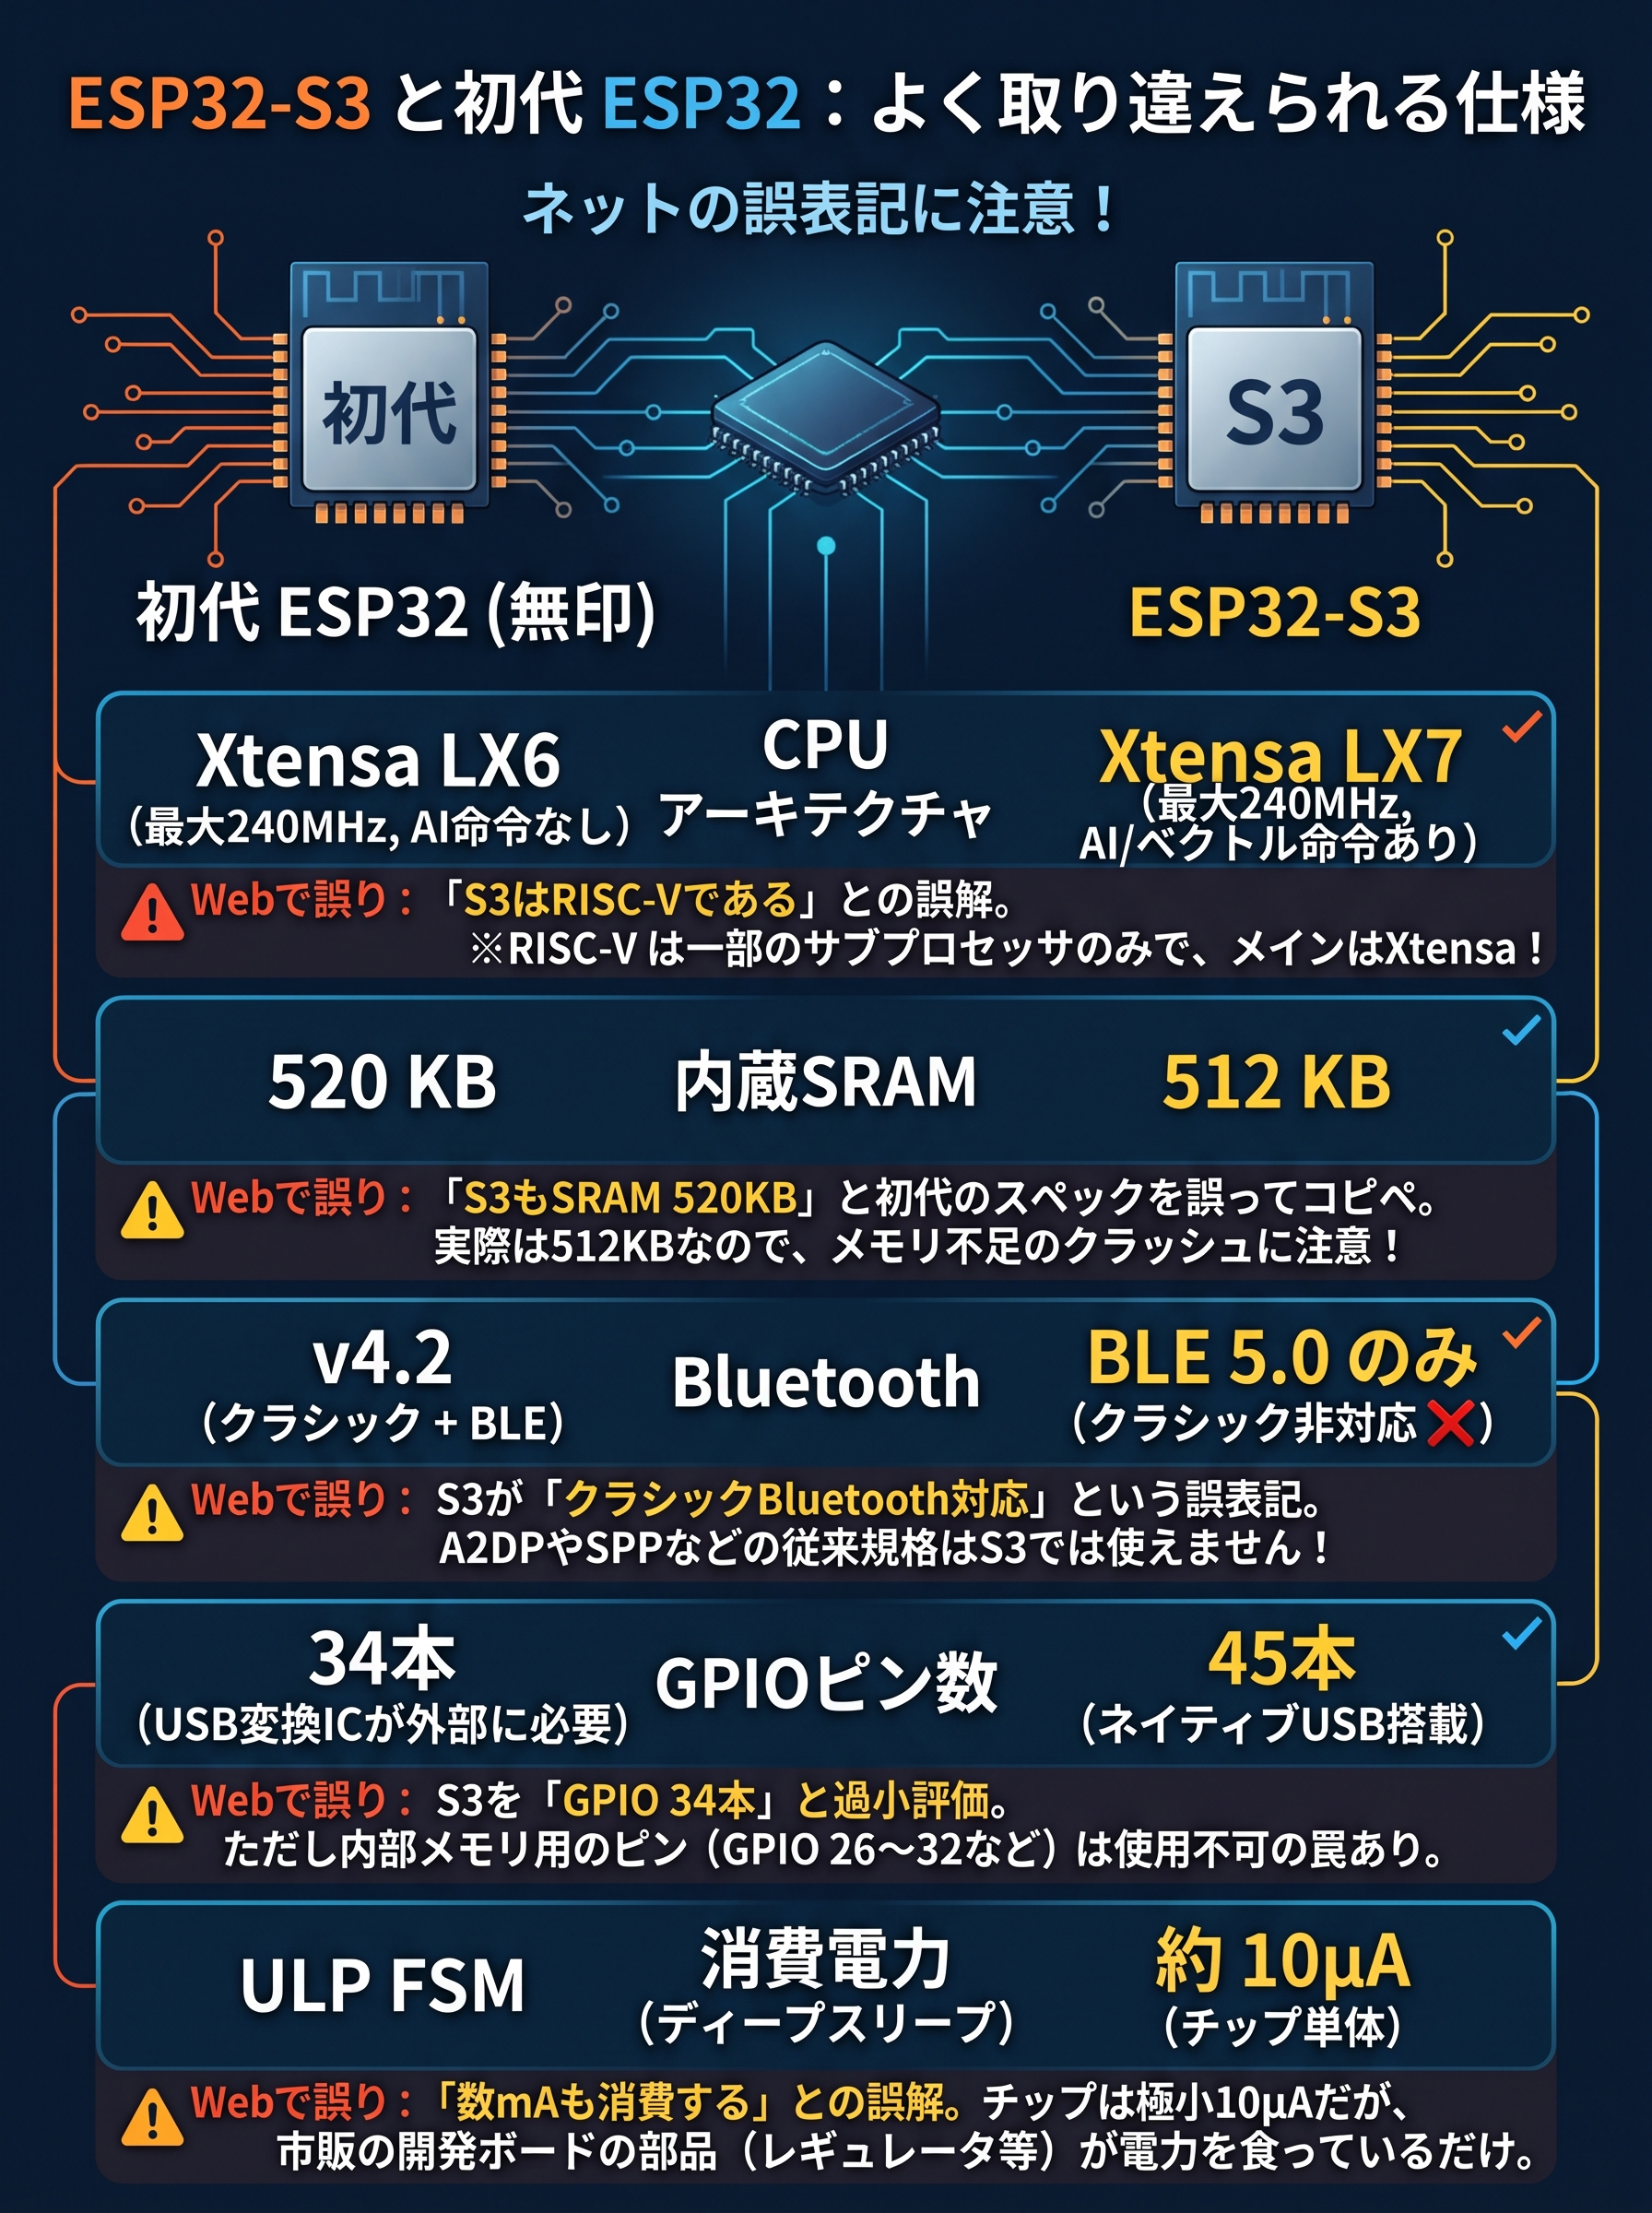 ESP32-S3 と初代 ESP32：よく取り違えられる仕様
ネットの誤表記に注意！
初代
S3
初代 ESP32 (無印)
ESP32-S3
Xtensa LX6
（最大240MHz, AI命令なし）
CPU
アーキテクチャ
Xtensa LX7
（最大240MHz,
AI/ベクトル命令あり）
Webで誤り：「S3はRISC-Vである」との誤解。
※RISC-V は一部のサブプロセッサのみで、メインはXtensa！
520 KB
内蔵SRAM
512 KB
Webで誤り：「S3もSRAM 520KB」と初代のスペックを誤ってコピペ。
実際は512KBなので、メモリ不足のクラッシュに注意！
v4.2
（クラシック + BLE）
Bluetooth
BLE 5.0 のみ
（クラシック非対応❌）
Webで誤り： S3が「クラシックBluetooth対応」という誤表記。
A2DPやSPPなどの従来規格はS3では使えません！
34本
（USB変換ICが外部に必要）
GPIOピン数
45本
（ネイティブUSB搭載）
Webで誤り： S3を「GPIO 34本」と過小評価。
ただし内部メモリ用のピン（GPIO 26〜32など）は使用不可の罠あり。
ULP FSM
消費電力
（ディープスリープ）
約 10μA
（チップ単体）
Webで誤り：「数mAも消費する」との誤解。チップは極小10μAだが、
市販の開発ボードの部品（レギュレータ等）が電力を食っているだけ。